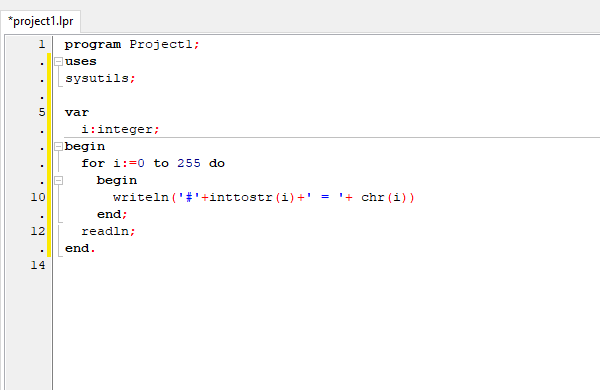 *project1.lpr
1 program Project1;
. uses
. sysutils;
.
5 var
. i:integer;
. begin
. for i:=0 to 255 do
. begin
10 writeln('#'+inttostr(i)+' = '+ chr(i))
. end;
12 readln;
. end.
14